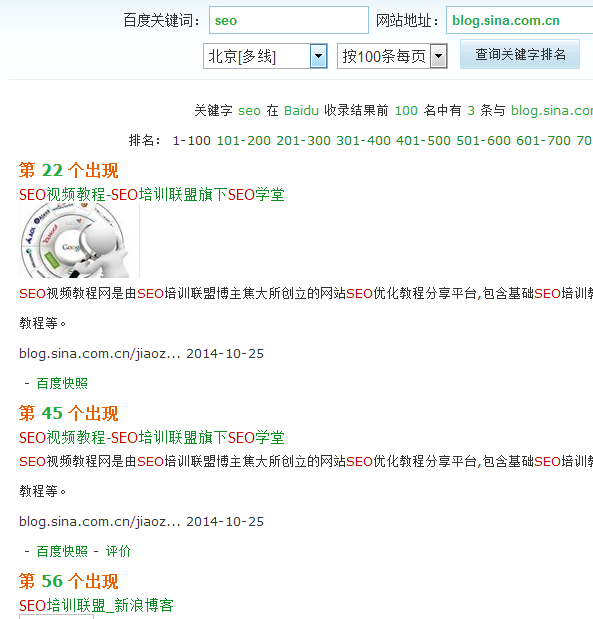 百度关键词： seo 网站地址： blog.sina.com.cn
北京[多线] 按100条每页 查询关键字排名
关键字 seo 在 Baidu 收录结果前 100 名中有 3 条与 blog.sina.com
排名： 1-100 101-200 201-300 301-400 401-500 501-600 601-700 70
第 22 个出现
SEO视频教程-SEO培训联盟旗下SEO学堂
Google
SEO视频教程网是由SEO培训联盟博主焦大所创立的网站SEO优化教程分享平台,包含基础SEO培训教
教程等。
blog.sina.com.cn/jiaoz... 2014-10-25
- 百度快照
第 45 个出现
SEO视频教程-SEO培训联盟旗下SEO学堂
SEO视频教程网是由SEO培训联盟博主焦大所创立的网站SEO优化教程分享平台,包含基础SEO培训教
教程等。
blog.sina.com.cn/jiaoz... 2014-10-25
- 百度快照 - 评价
第 56 个出现
SEO培训联盟_新浪博客